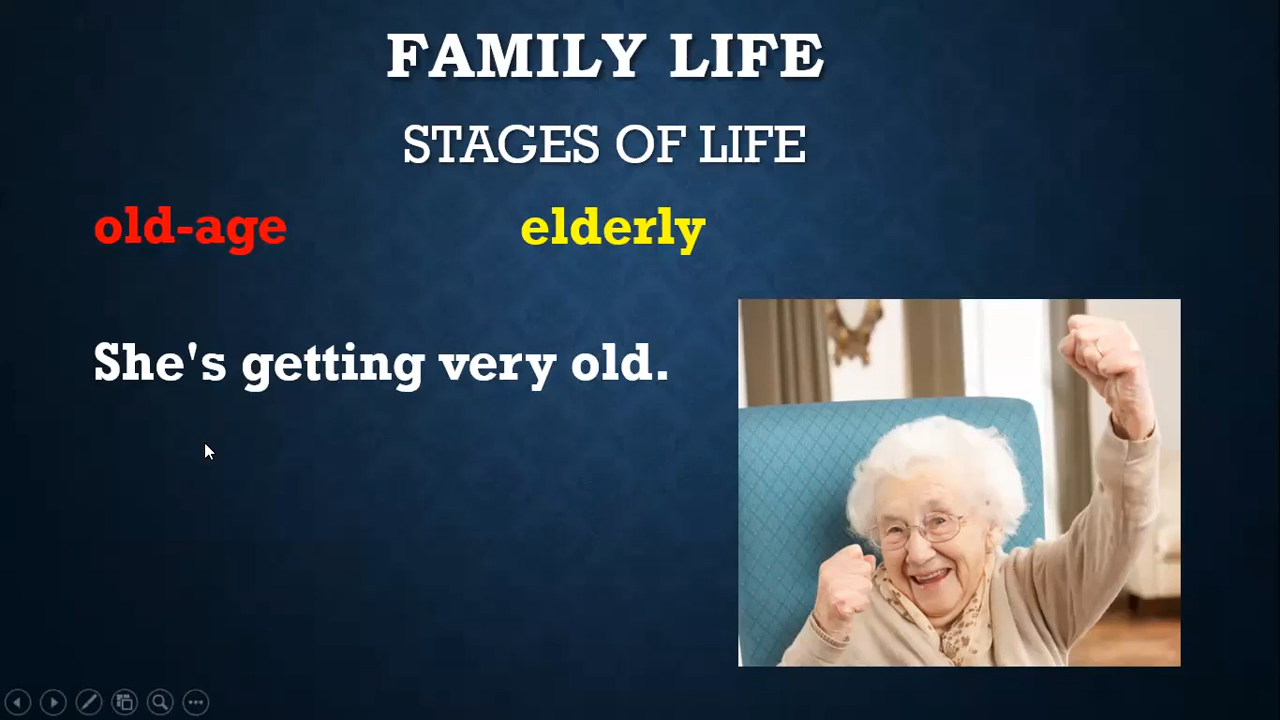 FAMILY LIFE
STAGES OF LIFE
old-age elderly
She's getting very old.